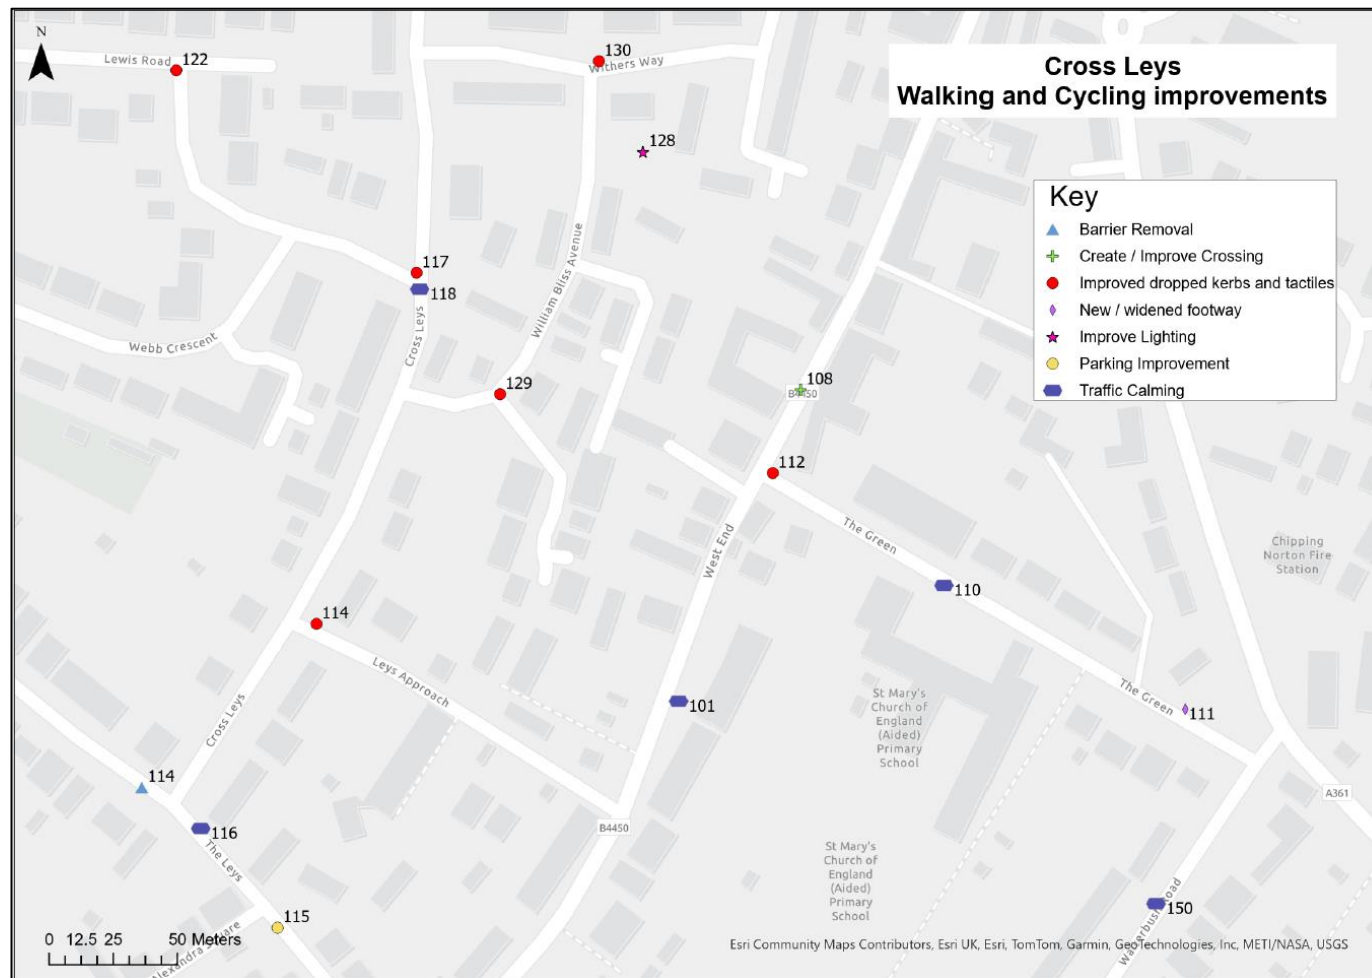 Cross Leys
Walking and Cycling improvements
N
Lewis Road
122
130
Withers Way
128
Key
Barrier Removal
Create / Improve Crossing
Improved dropped kerbs and tactiles
New / widened footway
Improve Lighting
Parking Improvement
Traffic Calming
117
118
Cross Leys
William Bliss Avenue
Webb Crescent
129
108
B4450
112
The Green
West End
Chipping
Norton Fire
Station
110
114
Leys Approach
101
St Mary's
Church of
England
(Aided)
Primary
School
The Green
111
Cross Leys
114
116
The Leys
B4450
A361
St Mary's
Church of
England
(Aided)
Primary
School
150
Road
115
Alexandra Square
0 12.5 25 50 Meters
Esri Community Maps Contributors, Esri UK, Esri, TomTom, Garmin, GeoTechnologies, Inc, METI/NASA, USGS